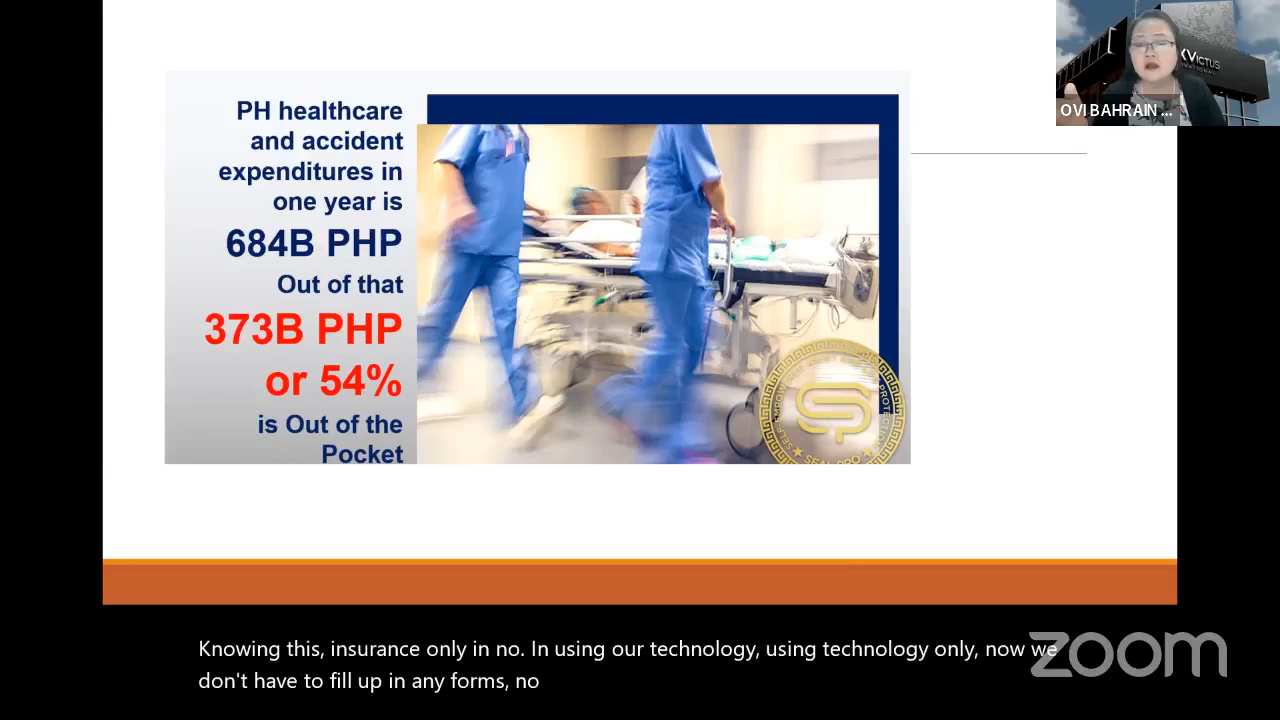 PH healthcare
and accident
expenditures in
one year is
684B PHP
Out of that
373B PHP
or 54%
is Out of the
Pocket
SEAL PRO
VICTUS
OVI BAHRAIN ...
Knowing this, insurance only in no. In using our technology, using technology only, now we
don't have to fill up in any forms, no
zoom